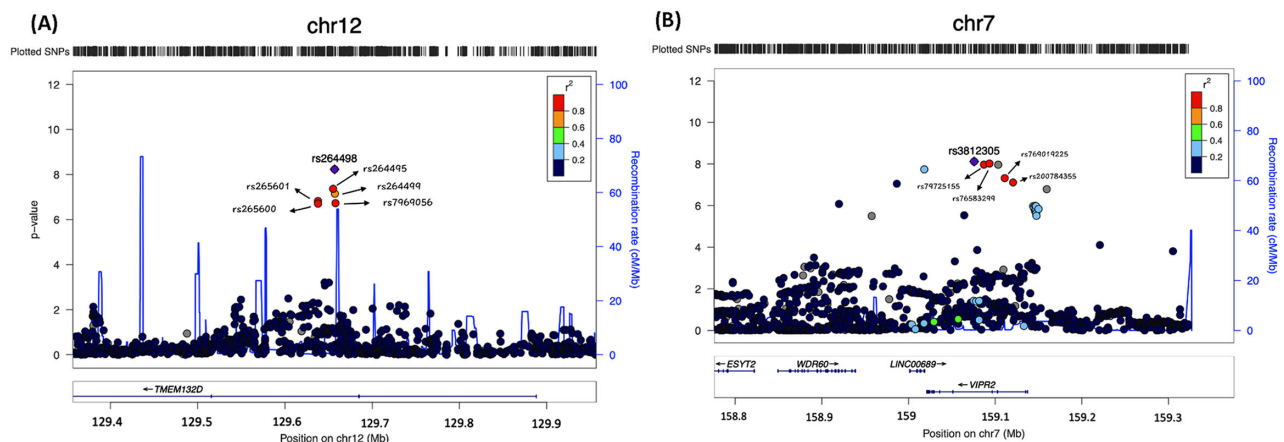 (A)
chr12
Plotted SNPs
p-value
12
10
8
6
4
2
0
100
80
60
40
20
0
Recombination rate (cM/Mb)
r²
0.8
0.6
0.4
0.2
rs264498
rs264495
rs265601
rs264499
rs265600
rs7969056
←TMEM132D
129.4
129.5
129.6
129.7
129.8
129.9
Position on chr12 (Mb)
(B)
chr7
Plotted SNPs
12
10
8
6
4
2
0
100
80
60
40
20
0
Recombination rate (cM/Mb)
r²
0.8
0.6
0.4
0.2
rs3812305
rs769019225
rs79725155
rs200784355
rs76583299
←ESYT2
WDR60→
LINC00689→
←VIPR2
158.8
158.9
159
159.1
159.2
159.3
Position on chr7 (Mb)